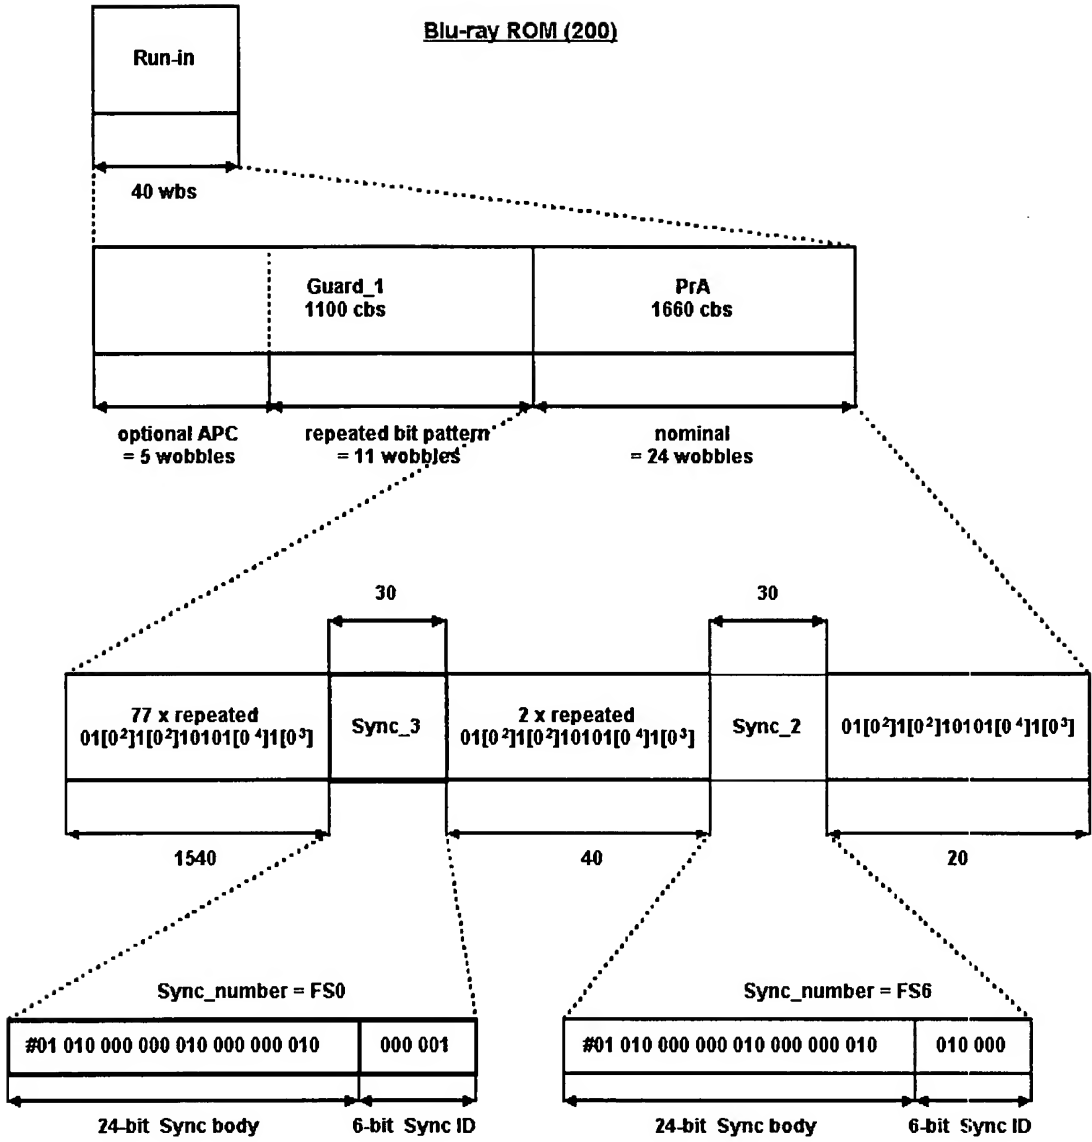 Blu-ray ROM (200)
Run-in
40 wbs
Guard_1
1100 cbs
PrA
1660 cbs
optional APC
= 5 wobbles
repeated bit pattern
= 11 wobbles
nominal
= 24 wobbles
30
30
77 x repeated
01[0²]1[0²]10101[0⁴]1[0³]
Sync_3
2 x repeated
01[0²]1[0²]10101[0⁴]1[0³]
Sync_2
01[0²]1[0²]10101[0⁴]1[0³]
1540
40
20
Sync_number = FS0
Sync_number = FS6
#01 010 000 000 010 000 000 010
000 001
#01 010 000 000 010 000 000 010
010 000
24-bit Sync body
6-bit Sync ID
24-bit Sync body
6-bit Sync ID